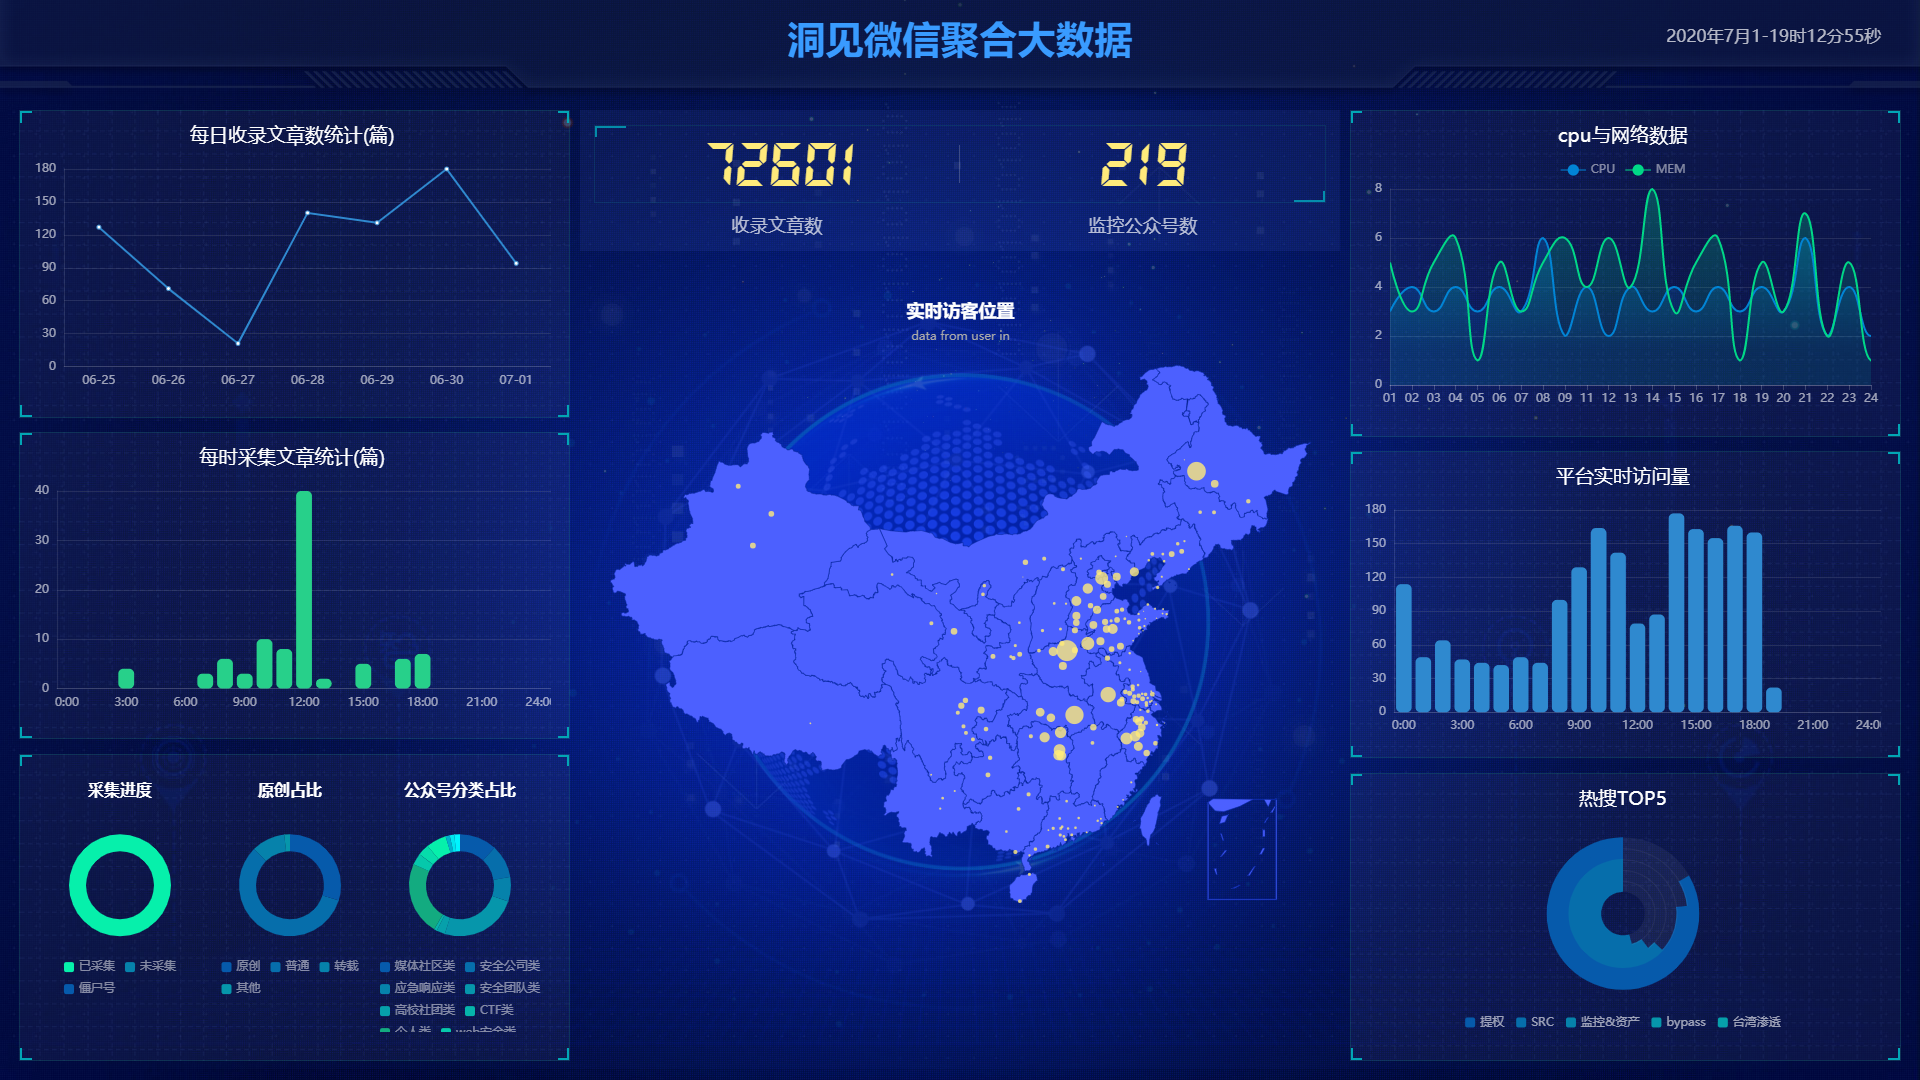 洞见微信聚合大数据
2020年7月1-19时12分55秒
每日收录文章数统计(篇)
180
150
120
90
60
30
0
06-25 06-26 06-27 06-28 06-29 06-30 07-01
每时采集文章统计(篇)
40
30
20
10
0
0:00 3:00 6:00 9:00 12:00 15:00 18:00 21:00 24:00
采集进度 原创占比 公众号分类占比
已采集 未采集
僵尸号
原创 普通 转载
其他
媒体社区类 安全公司类
应急响应类 安全团队类
高校社团类 CTF类
个人类 web安全类
72601 219
收录文章数 监控公众号数
实时访客位置
data from user in
cpu与网络数据
CPU MEM
8
6
4
2
0
01 02 03 04 05 06 07 08 09 11 12 13 14 15 16 17 18 19 20 21 22 23 24
平台实时访问量
180
150
120
90
60
30
0
0:00 3:00 6:00 9:00 12:00 15:00 18:00 21:00 24:00
热搜TOP5
提权 SRC 监控&资产 bypass 台湾渗透